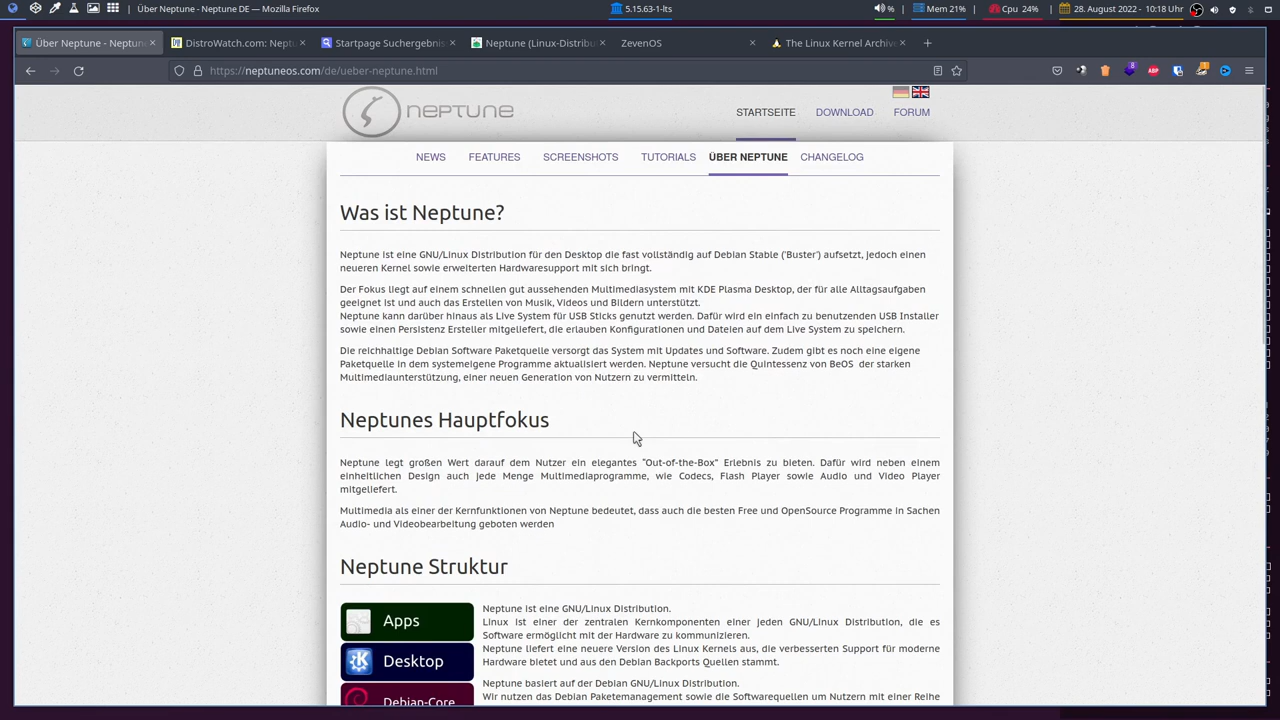 Über Neptune - Neptune DE — Mozilla Firefox
5.15.63-1-lts
%
Mem 21%
Cpu 24%
28. August 2022 - 10:18 Uhr
Über Neptune - Neptun
DistroWatch.com: Neptu
Startpage Suchergebnis
Neptune (Linux-Distribu
ZevenOS
The Linux Kernel Archive
https://neptuneos.com/de/ueber-neptune.html
8
ABP
neptune
STARTSEITE DOWNLOAD FORUM
NEWS FEATURES SCREENSHOTS TUTORIALS ÜBER NEPTUNE CHANGELOG
Was ist Neptune?
Neptune ist eine GNU/Linux Distribution für den Desktop die fast vollständig auf Debian Stable ('Buster') aufsetzt, jedoch einen
neueren Kernel sowie erweiterten Hardwaresupport mit sich bringt.
Der Fokus liegt auf einem schnellen gut aussehenden Multimediasystem mit KDE Plasma Desktop, der für alle Alltagsaufgaben
geeignet ist und auch das Erstellen von Musik, Videos und Bildern unterstützt.
Neptune kann darüber hinaus als Live System für USB Sticks genutzt werden. Dafür wird ein einfach zu benutzenden USB Installer
sowie einen Persistenz Ersteller mitgeliefert, die erlauben Konfigurationen und Dateien auf dem Live System zu speichern.
Die reichhaltige Debian Software Paketquelle versorgt das System mit Updates und Software. Zudem gibt es noch eine eigene
Paketquelle in dem systemeigene Programme aktualisiert werden. Neptune versucht die Quintessenz von BeOS der starken
Multimediaunterstützung, einer neuen Generation von Nutzern zu vermitteln.
Neptunes Hauptfokus
Neptune legt großen Wert darauf dem Nutzer ein elegantes "Out-of-the-Box" Erlebnis zu bieten. Dafür wird neben einem
einheitlichen Design auch jede Menge Multimediaprogramme, wie Codecs, Flash Player sowie Audio und Video Player
mitgeliefert.
Multimedia als einer der Kernfunktionen von Neptune bedeutet, dass auch die besten Free und OpenSource Programme in Sachen
Audio- und Videobearbeitung geboten werden
Neptune Struktur
Apps
Desktop
Debian-Core
Neptune ist eine GNU/Linux Distribution.
Linux ist einer der zentralen Kernkomponenten einer jeden GNU/Linux Distribution, die es
Software ermöglicht mit der Hardware zu kommunizieren.
Neptune liefert eine neuere Version des Linux Kernels aus, die verbesserten Support für moderne
Hardware bietet und aus den Debian Backports Quellen stammt.
Neptune basiert auf der Debian GNU/Linux Distribution.
Wir nutzen das Debian Paketemanagement sowie die Softwarequellen um Nutzern mit einer Reihe